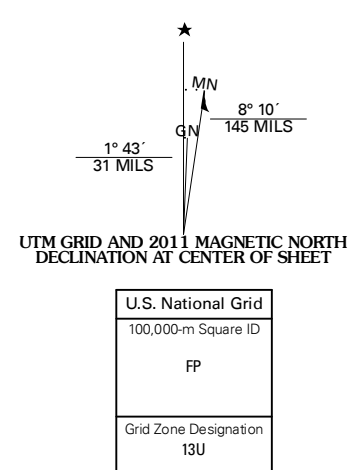 ★
MN
GN
8° 10´
145 MILS
1° 43´
31 MILS
UTM GRID AND 2011 MAGNETIC NORTH
DECLINATION AT CENTER OF SHEET
U.S. National Grid
100,000-m Square ID
FP
Grid Zone Designation
13U